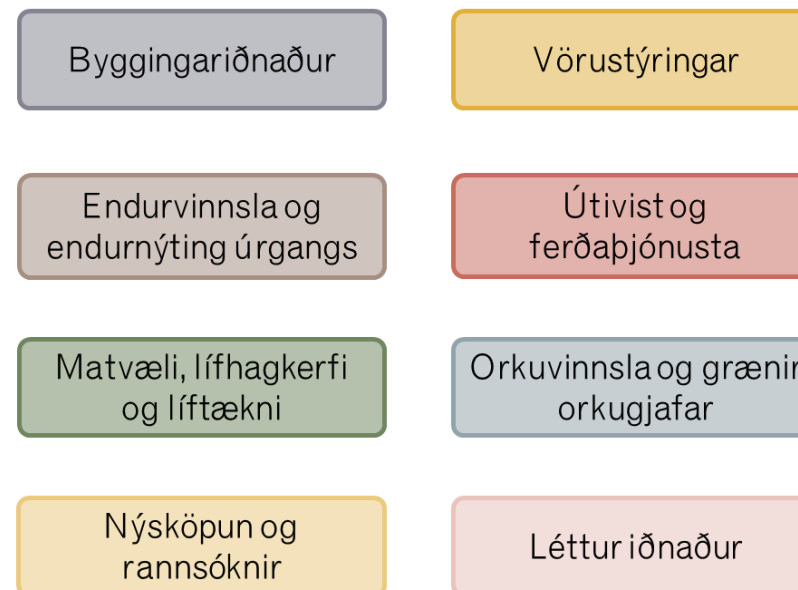 Byggingariðnaður
Vörustýringar
Endurvinnsla og
endurnýting úrgangs
Útivist og
ferðaþjónusta
Matvæli, lífhagkerfi
og líftækni
Orkuvinnsla og grænir
orkugjafar
Nýsköpun og
rannsóknir
Léttur iðnaður